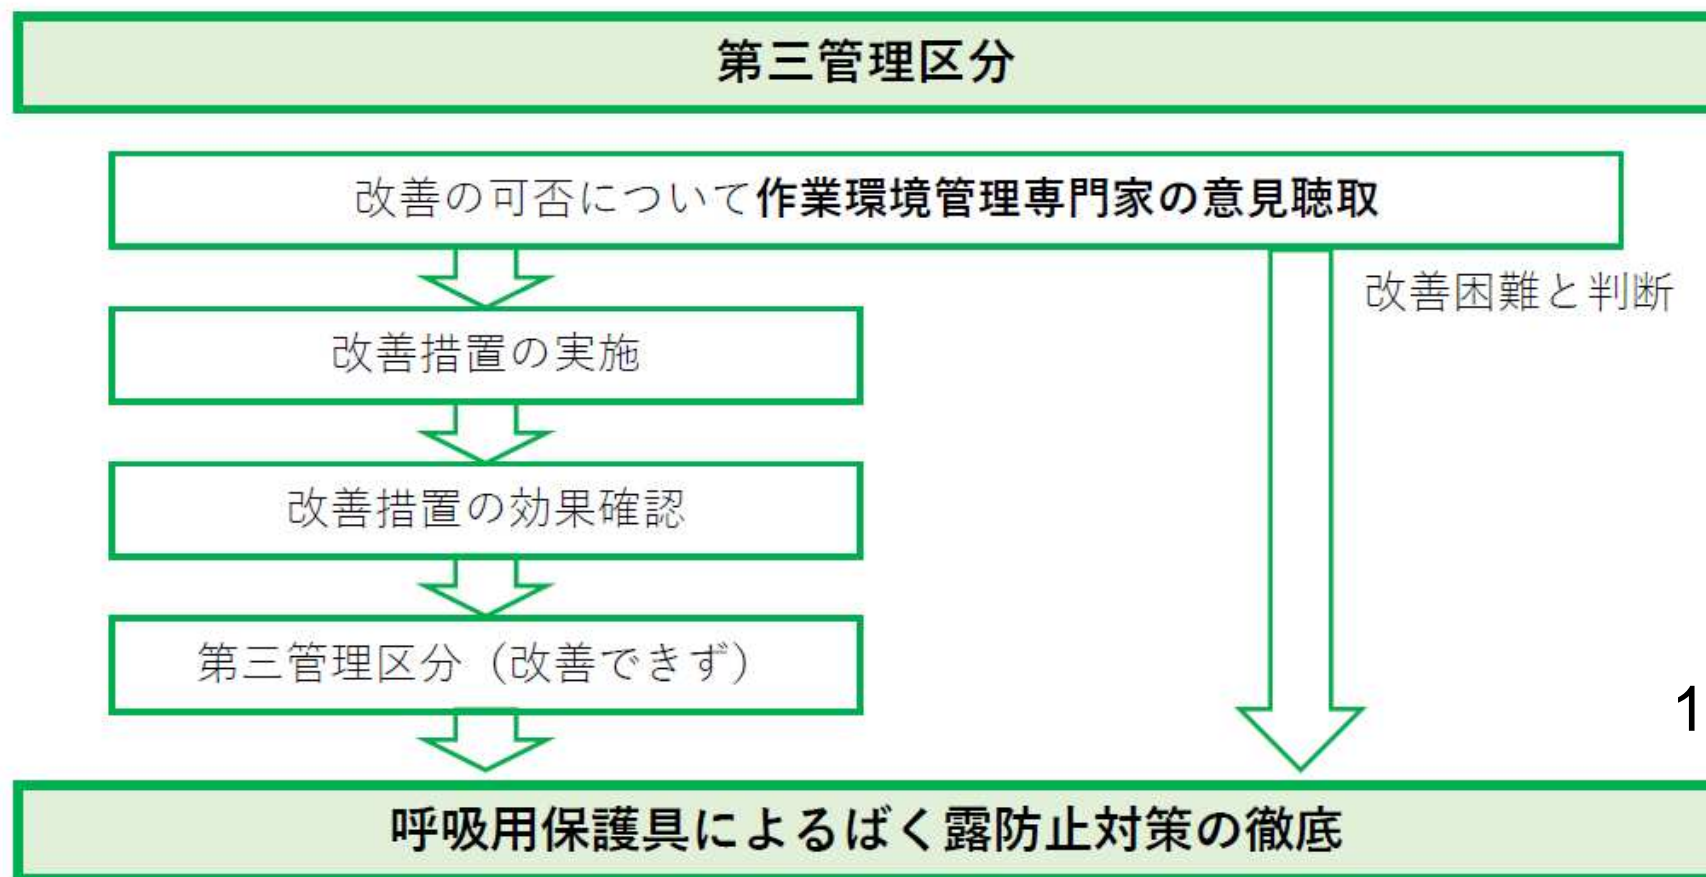 第三管理区分
改善の可否について作業環境管理専門家の意見聴取
改善困難と判断
改善措置の実施
改善措置の効果確認
第三管理区分（改善できず）
1
呼吸用保護具によるばく露防止対策の徹底